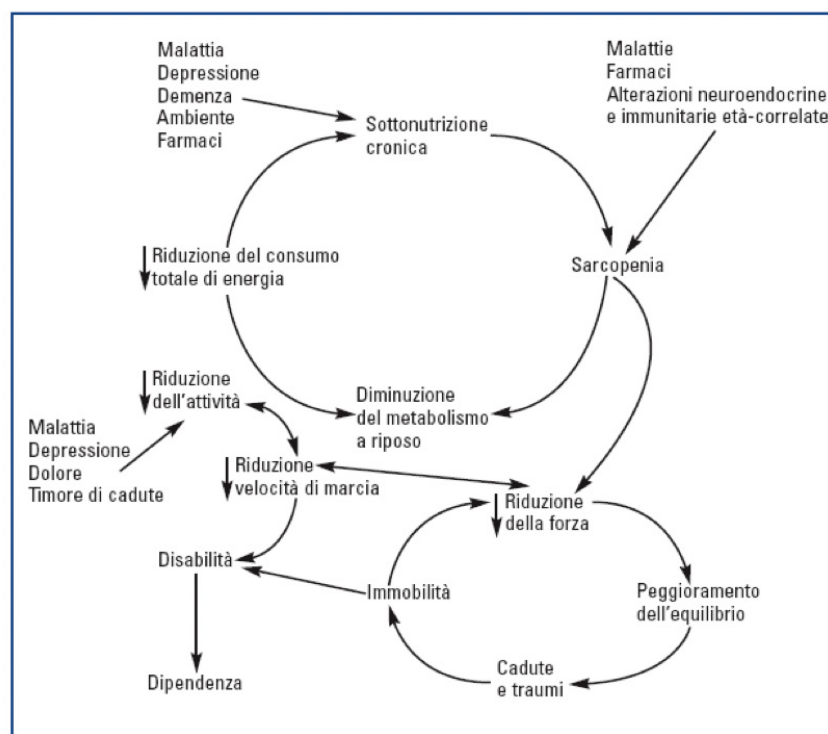 Malattia
Depressione
Demenza
Ambiente
Farmaci
Malattie
Farmaci
Alterazioni neuroendocrine
e immunitarie età-correlate
Sottonutrizione
cronica
Riduzione del consumo
totale di energia
Sarcopenia
Riduzione
dell'attività
Diminuzione
del metabolismo
a riposo
Malattia
Depressione
Dolore
Timore di cadute
Riduzione
velocità di marcia
Riduzione
della forza
Disabilità
Immobilità
Peggioramento
dell'equilibrio
Cadute
e traumi
Dipendenza